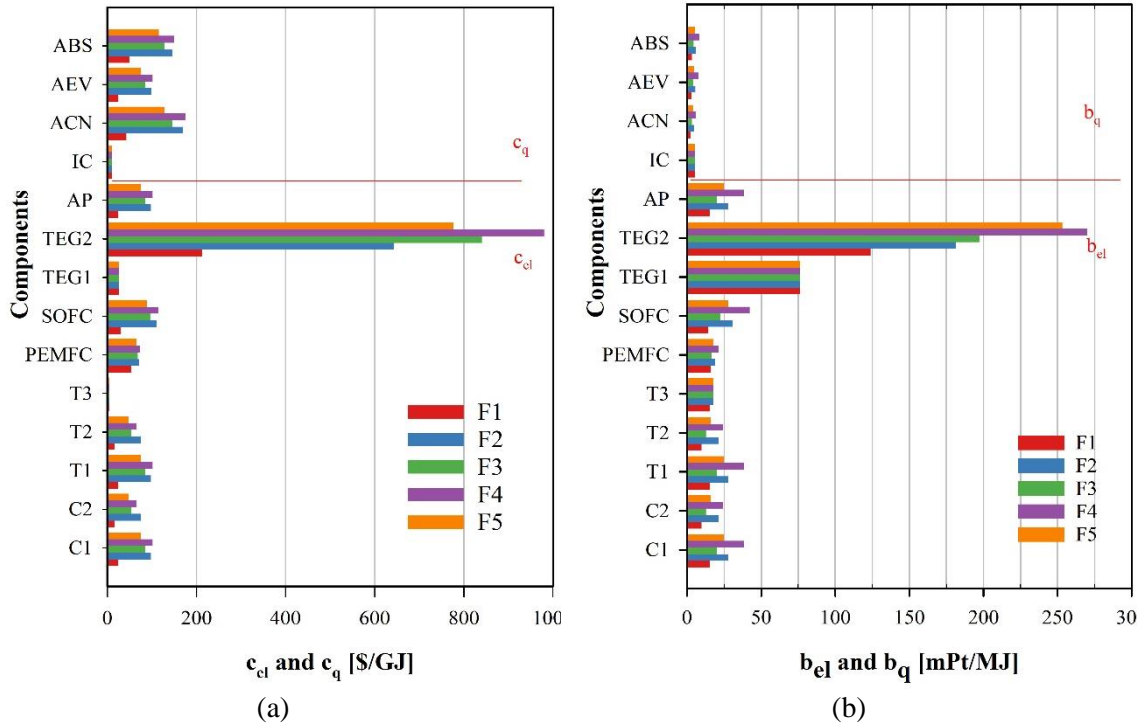 (a)
Components
ABS
AEV
ACN
IC
AP
TEG2
TEG1
SOFC
PEMFC
T3
T2
T1
C2
C1
c_q
c_cl
F1
F2
F3
F4
F5
0 200 400 600 800 100
c_cl and c_q [$/GJ]
(a)
(b)
Components
ABS
AEV
ACN
IC
AP
TEG2
TEG1
SOFC
PEMFC
T3
T2
T1
C2
C1
b_q
b_el
F1
F2
F3
F4
F5
0 50 100 150 200 250 30
b_el and b_q [mPt/MJ]
(b)